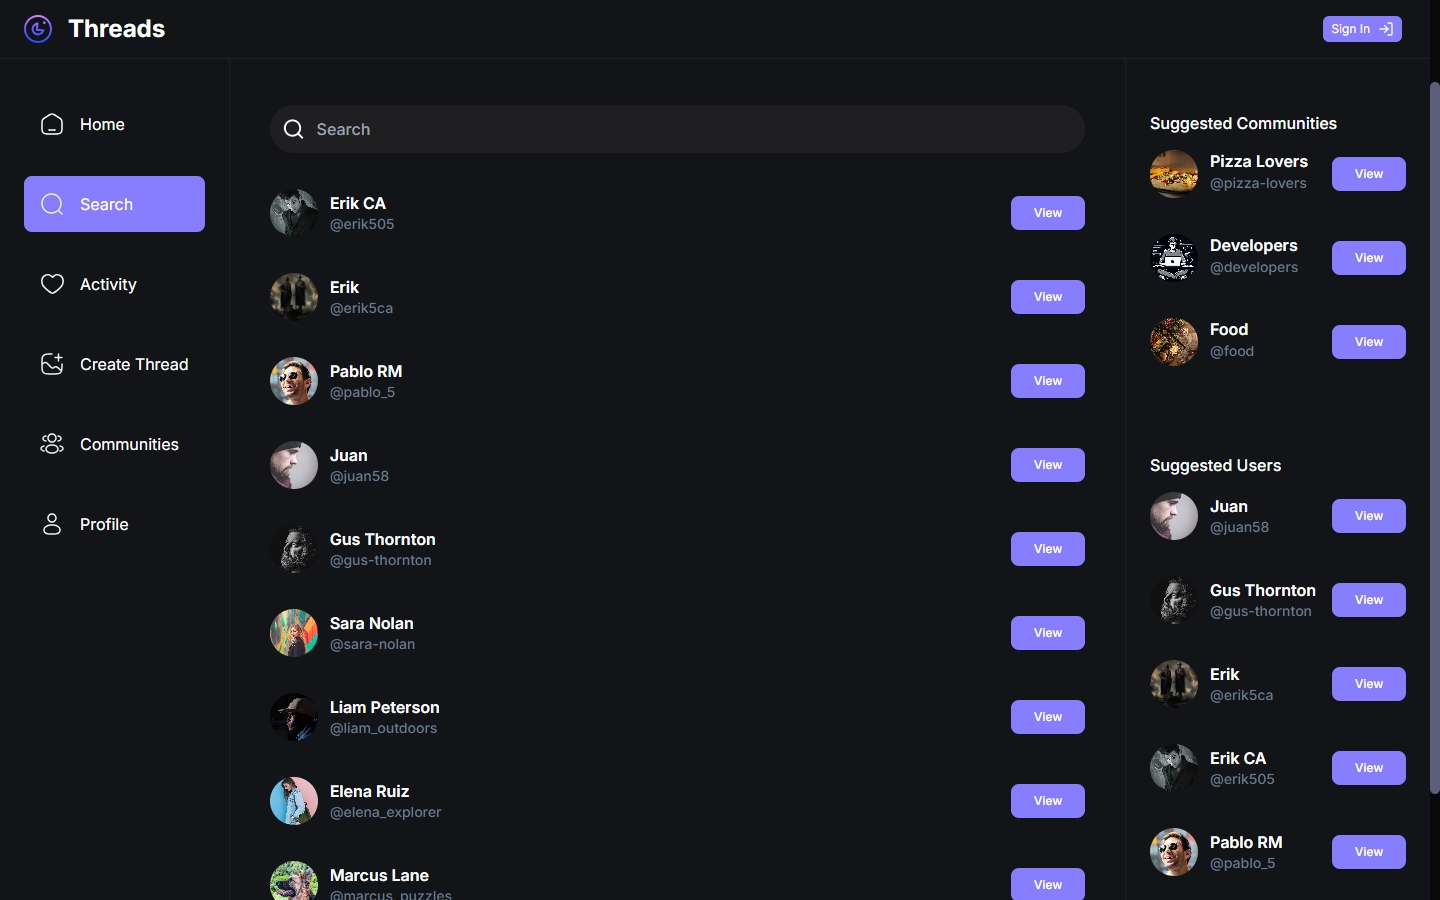 Threads
Sign In
Home
Search
Activity
Create Thread
Communities
Profile
Search
Erik CA
@erik505
View
Erik
@erik5ca
View
Pablo RM
@pablo_5
View
Juan
@juan58
View
Gus Thornton
@gus-thornton
View
Sara Nolan
@sara-nolan
View
Liam Peterson
@liam_outdoors
View
Elena Ruiz
@elena_explorer
View
Marcus Lane
@marcus_puzzles
View
Suggested Communities
Pizza Lovers
@pizza-lovers
View
Developers
@developers
View
Food
@food
View
Suggested Users
Juan
@juan58
View
Gus Thornton
@gus-thornton
View
Erik
@erik5ca
View
Erik CA
@erik505
View
Pablo RM
@pablo_5
View